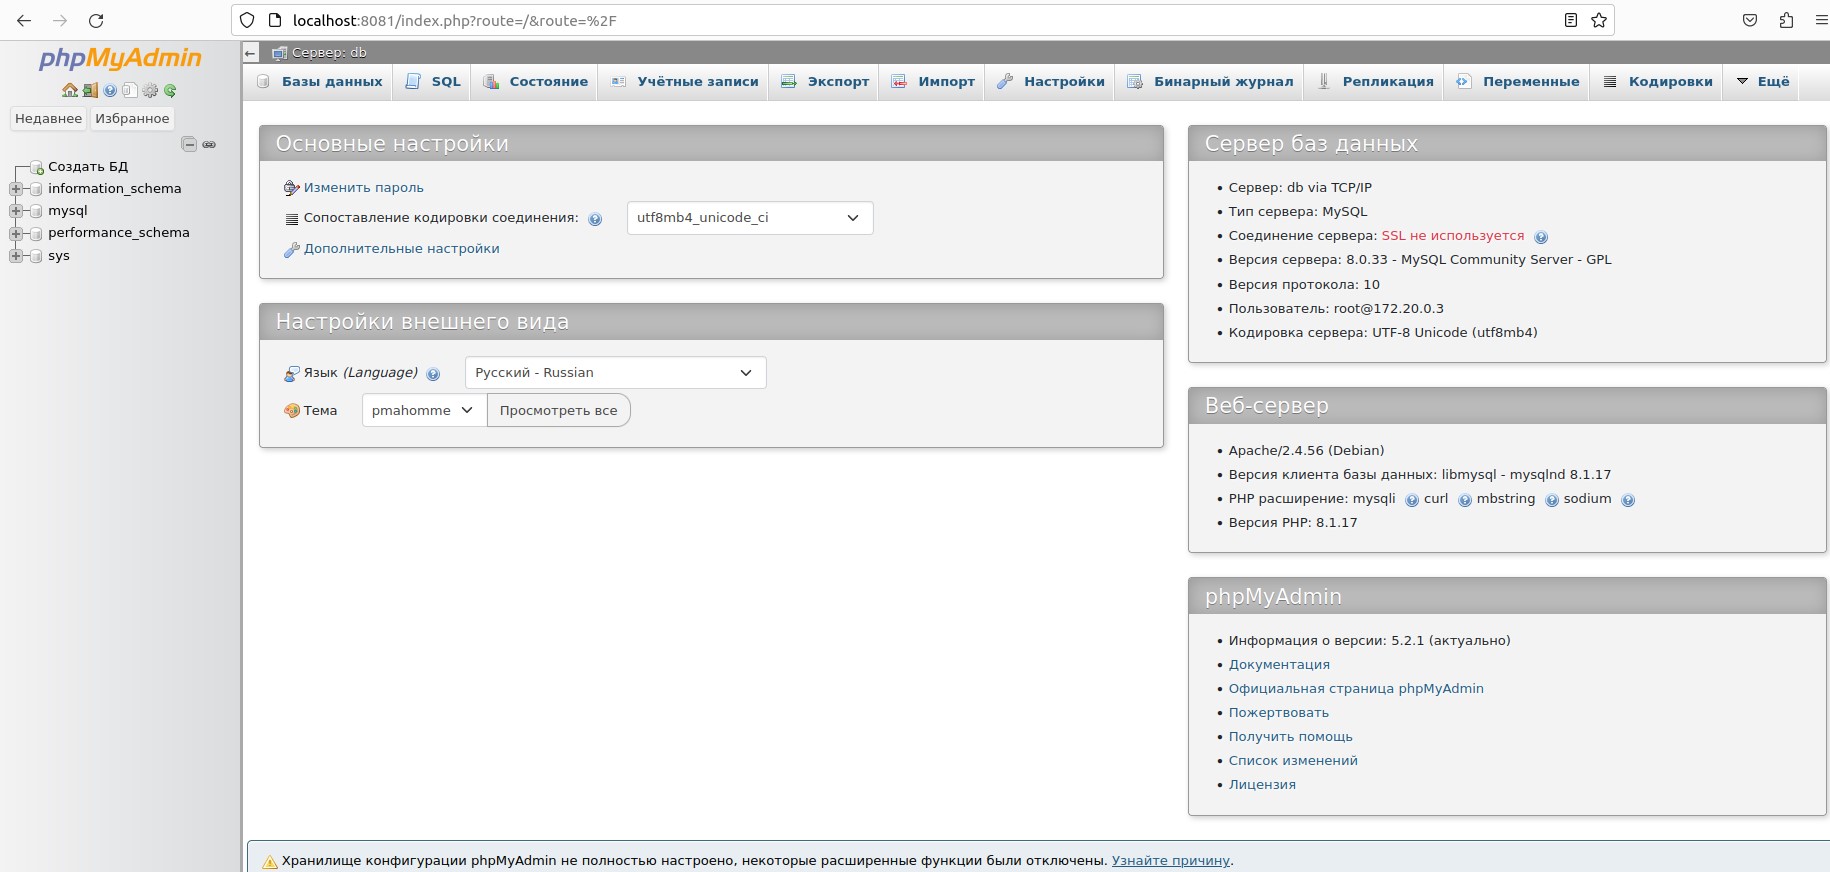 localhost:8081/index.php?route=/&route=%2F
phpMyAdmin
Недавнее Избранное
Создать БД
information_schema
mysql
performance_schema
sys
Сервер: db
Базы данных SQL Состояние Учётные записи Экспорт Импорт Настройки Бинарный журнал Репликация Переменные Кодировки Ещё
Основные настройки
Изменить пароль
Сопоставление кодировки соединения: utf8mb4_unicode_ci
Дополнительные настройки
Настройки внешнего вида
Язык (Language) Русский - Russian
Тема pmahomme Просмотреть все
Сервер баз данных
• Сервер: db via TCP/IP
• Тип сервера: MySQL
• Соединение сервера: SSL не используется
• Версия сервера: 8.0.33 - MySQL Community Server - GPL
• Версия протокола: 10
• Пользователь: root@172.20.0.3
• Кодировка сервера: UTF-8 Unicode (utf8mb4)
Веб-сервер
• Apache/2.4.56 (Debian)
• Версия клиента базы данных: libmysql - mysqlnd 8.1.17
• PHP расширение: mysqli curl mbstring sodium
• Версия PHP: 8.1.17
phpMyAdmin
• Информация о версии: 5.2.1 (актуально)
• Документация
• Официальная страница phpMyAdmin
• Пожертвовать
• Получить помощь
• Список изменений
• Лицензия
Хранилище конфигурации phpMyAdmin не полностью настроено, некоторые расширенные функции были отключены. Узнайте причину.